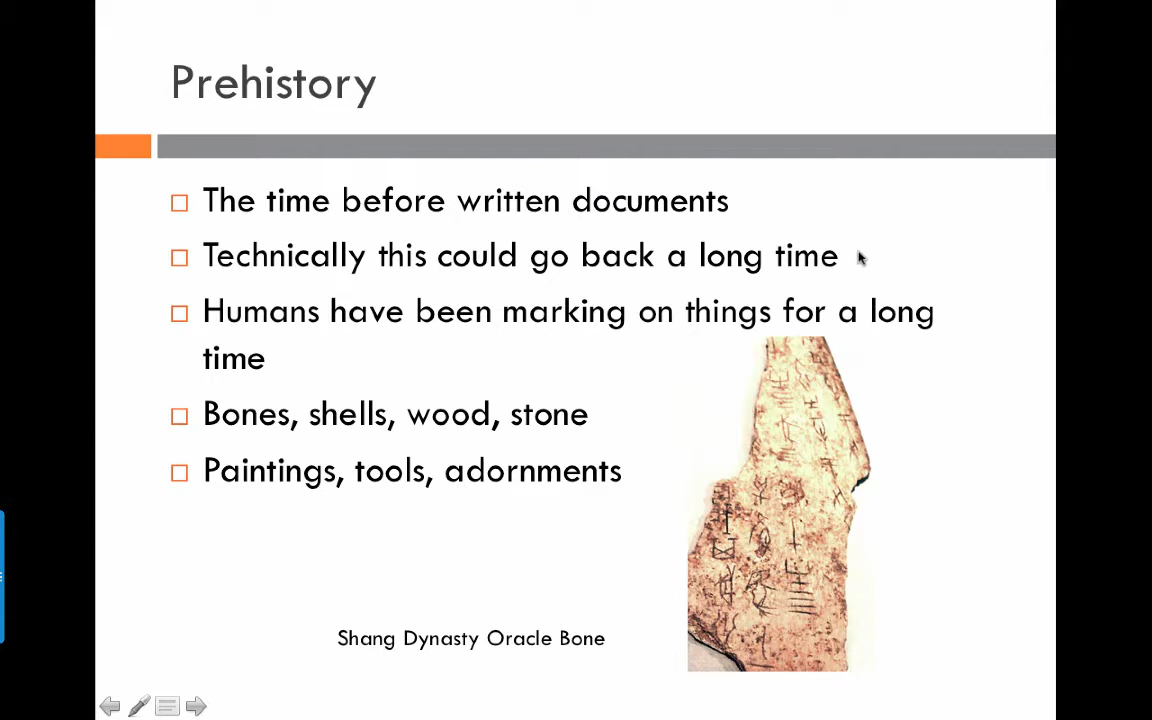 Prehistory
The time before written documents
Technically this could go back a long time
Humans have been marking on things for a long
time
Bones, shells, wood, stone
Paintings, tools, adornments
Shang Dynasty Oracle Bone